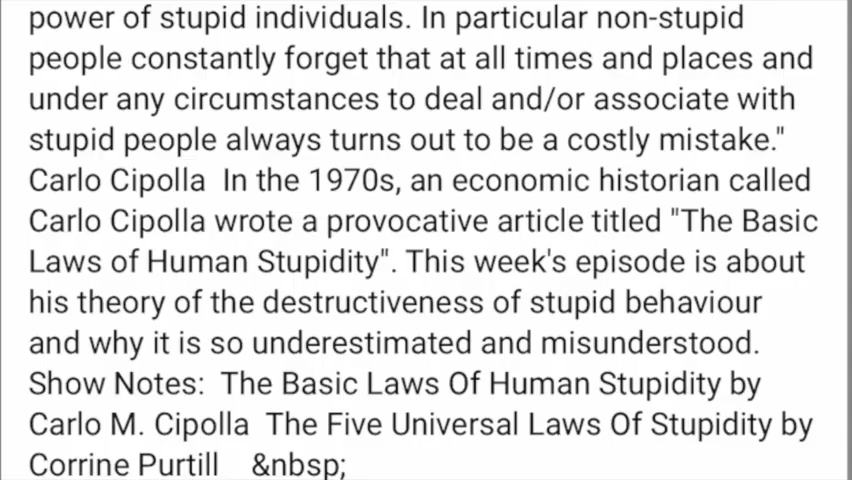 power of stupid individuals. In particular non-stupid
people constantly forget that at all times and places and
under any circumstances to deal and/or associate with
stupid people always turns out to be a costly mistake."
Carlo Cipolla  In the 1970s, an economic historian called
Carlo Cipolla wrote a provocative article titled "The Basic
Laws of Human Stupidity". This week's episode is about
his theory of the destructiveness of stupid behaviour
and why it is so underestimated and misunderstood.
Show Notes:  The Basic Laws Of Human Stupidity by
Carlo M. Cipolla  The Five Universal Laws Of Stupidity by
Corrine Purtill    &nbsp;